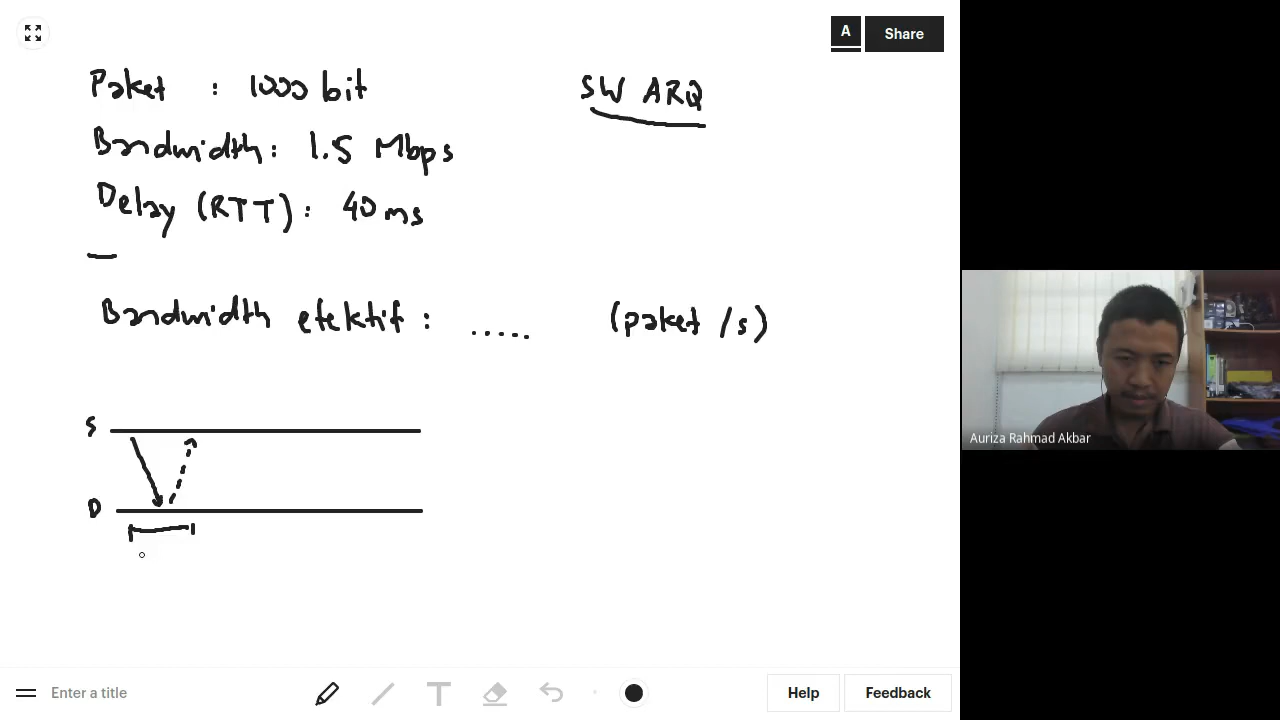 A
Share
Paket : 1000 bit
SW ARQ
Bandwidth : 1.5 Mbps
Delay (RTT) : 40 ms
Bandwidth efektif : ..... (paket / s)
S
D
Auriza Rahmad Akbar
Enter a title
T
Help
Feedback